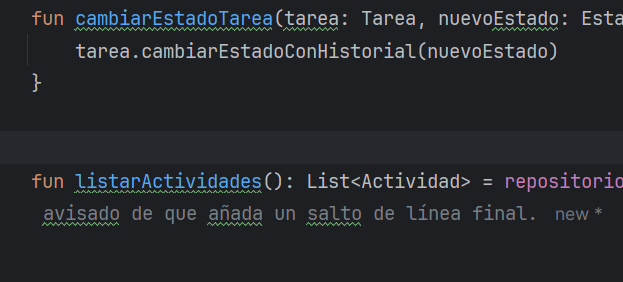 fun cambiarEstadoTarea(tarea: Tarea, nuevoEstado: Esta
tarea.cambiarEstadoConHistorial(nuevoEstado)
}
fun listarActividades(): List<Actividad> = repositorio
avisado de que añada un salto de línea final. new *